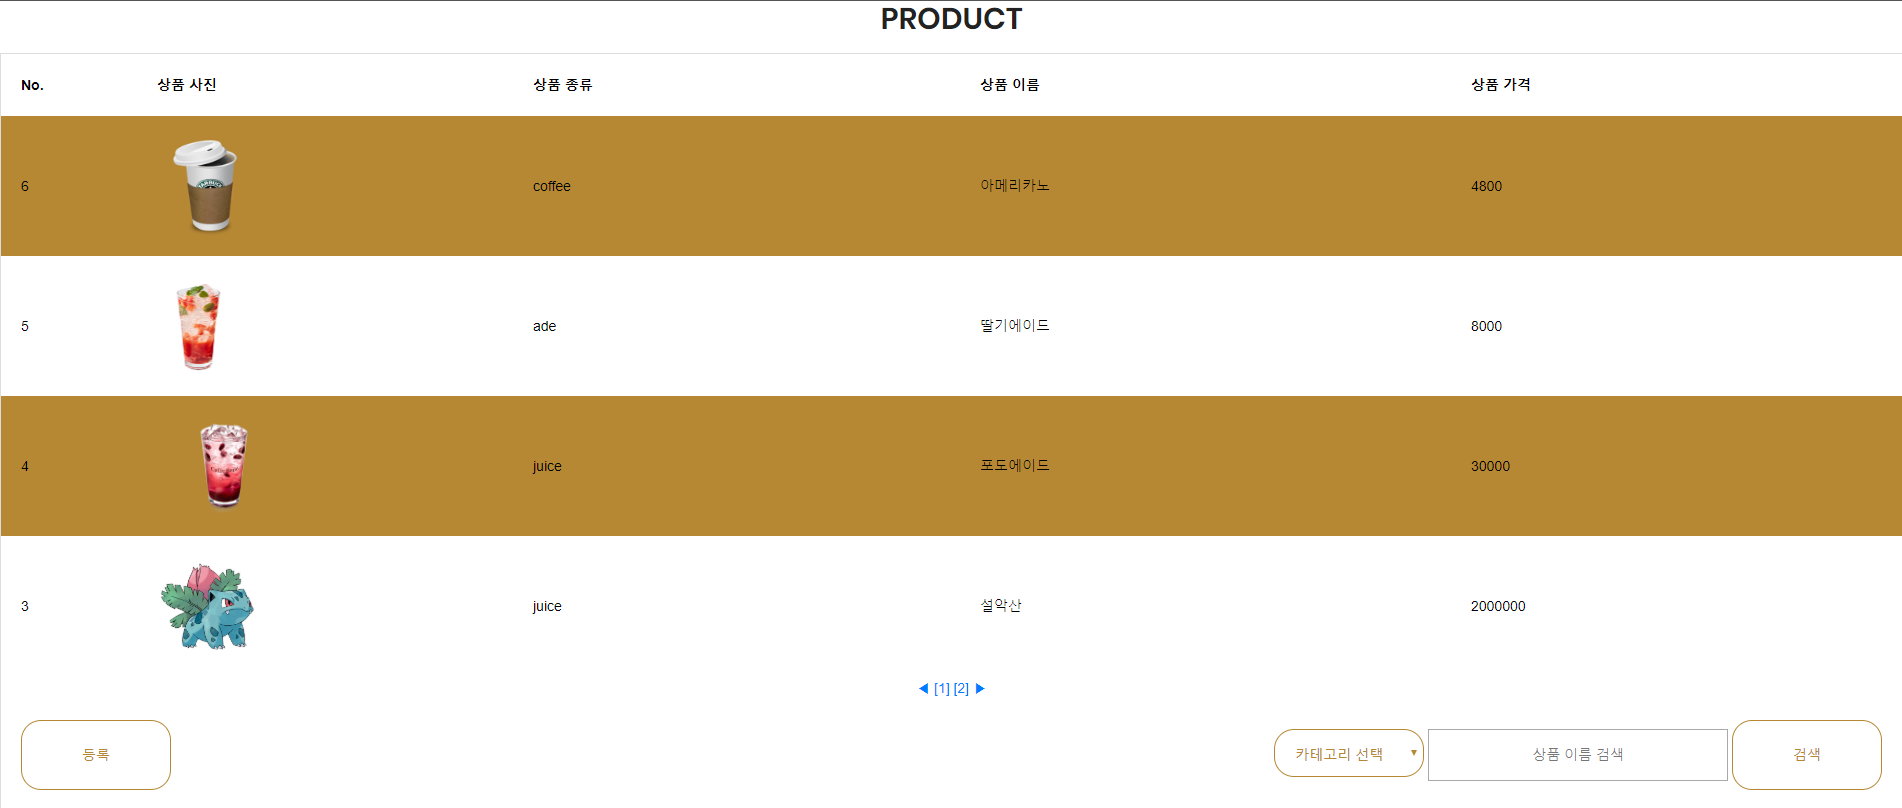 PRODUCT
No. 상품 사진 상품 종류 상품 이름 상품 가격
6 coffee 아메리카노 4800
5 ade 딸기에이드 8000
4 juice 포도에이드 30000
3 juice 설악산 2000000
◀ [1] [2] ▶
등록 카테고리 선택 상품 이름 검색 검색